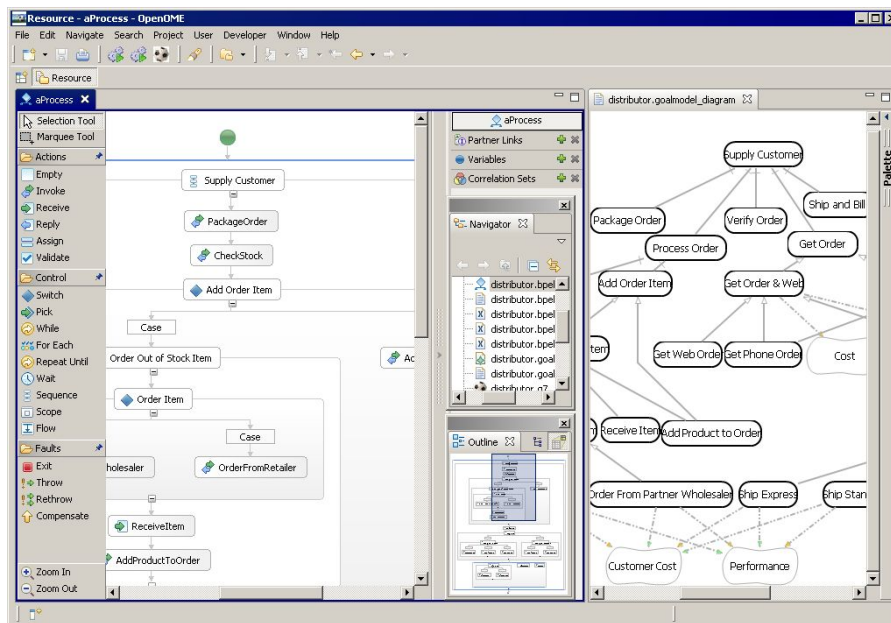 Resource - aProcess - OpenOME
File Edit Navigate Search Project User Developer Window Help
Resource
aProcess
Selection Tool
Marquee Tool
Actions
Empty
Invoke
Receive
Reply
Assign
Validate
Control
Switch
Pick
While
For Each
Repeat Until
Wait
Sequence
Scope
Flow
Faults
Exit
Throw
Rethrow
Compensate
Zoom In
Zoom Out
Supply Customer
PackageOrder
CheckStock
Add Order Item
Case
Order Out of Stock Item
Ac
Order Item
Case
holesaler
OrderFromRetailer
ReceiveItem
AddProductToOrder
aProcess
Partner Links
Variables
Correlation Sets
Navigator
distributor.bpel
distributor.bpel
distributor.bpel
distributor.bpel
distributor.bpel
distributor.goal
distributor.goal
distributor.q7
Outline
distributor.goalmodel_diagram
Palette
Supply Customer
Ship and Bill
Package Order
Verify Order
Process Order
Get Order
Add Order Item
Get Order & Web
tem
Get Web Order
Get Phone Order
Cost
Receive Item
Add Product to Order
Order From Partner Wholesaler
Ship Express
Ship Stan
Customer Cost
Performance